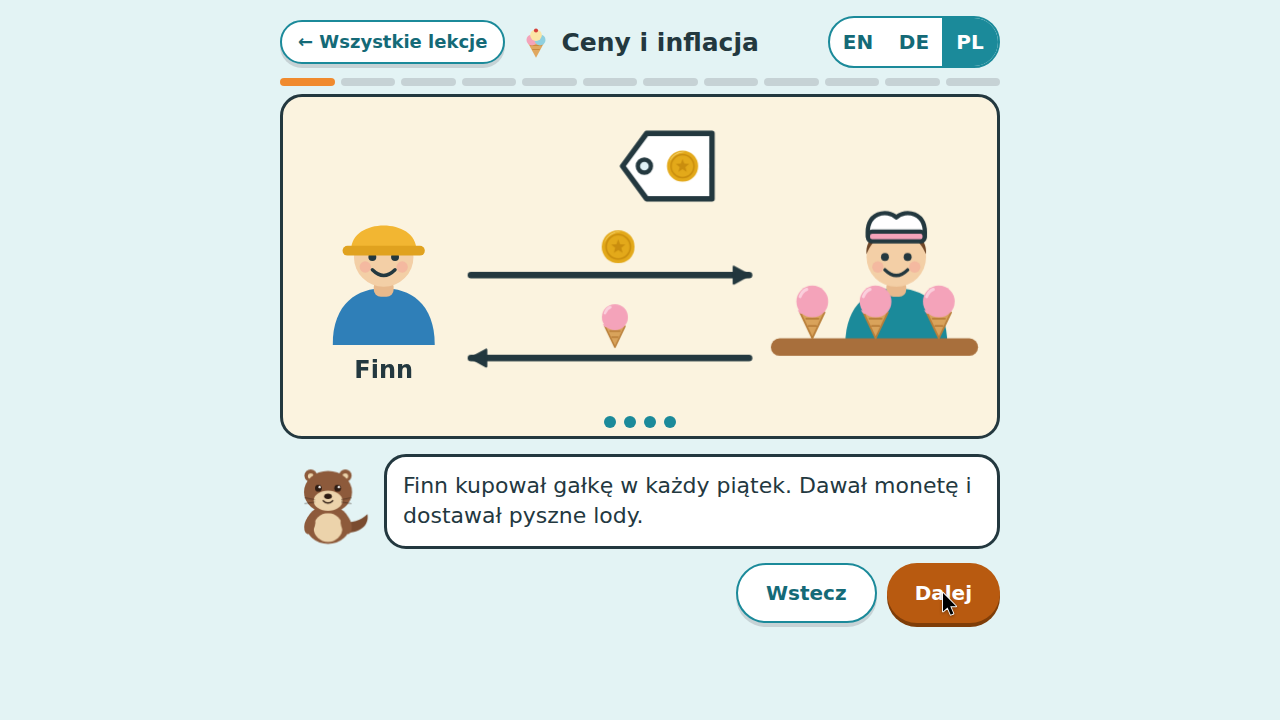 ← Wszystkie lekcje
Ceny i inflacja
EN DE PL
Finn
Finn kupował gałkę w każdy piątek. Dawał monetę i
dostawał pyszne lody.
Wstecz
Dalej